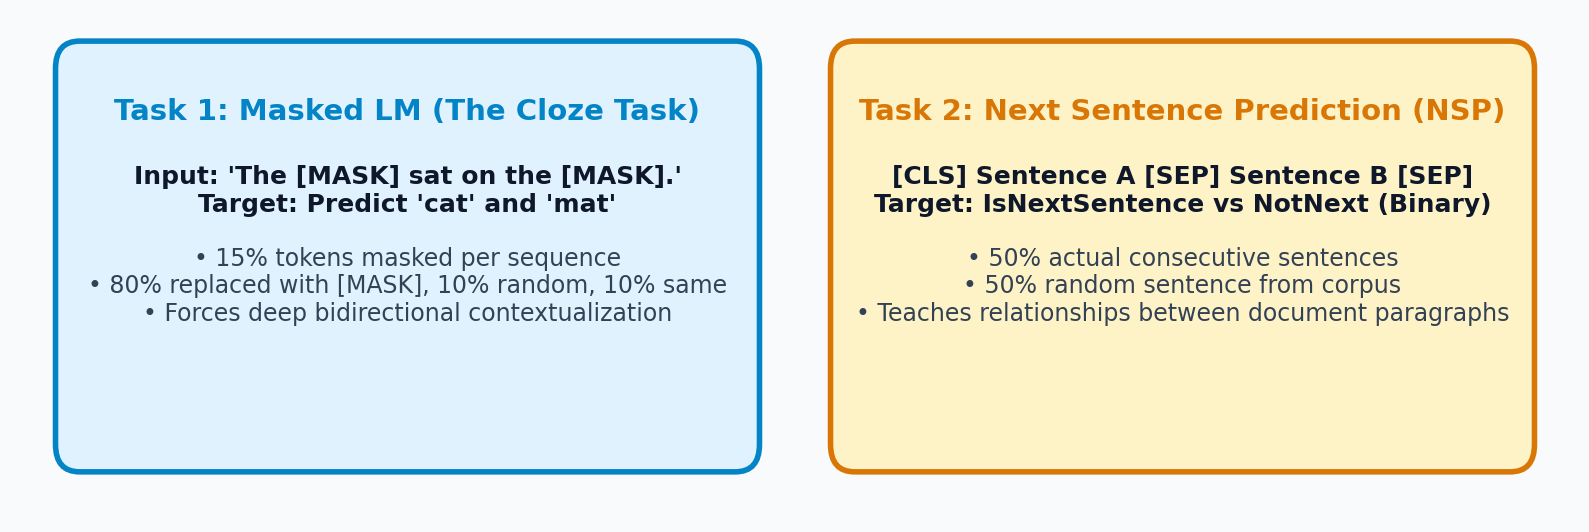 Task 1: Masked LM (The Cloze Task)
Input: 'The [MASK] sat on the [MASK].'
Target: Predict 'cat' and 'mat'
• 15% tokens masked per sequence
• 80% replaced with [MASK], 10% random, 10% same
• Forces deep bidirectional contextualization
Task 2: Next Sentence Prediction (NSP)
[CLS] Sentence A [SEP] Sentence B [SEP]
Target: IsNextSentence vs NotNext (Binary)
• 50% actual consecutive sentences
• 50% random sentence from corpus
• Teaches relationships between document paragraphs